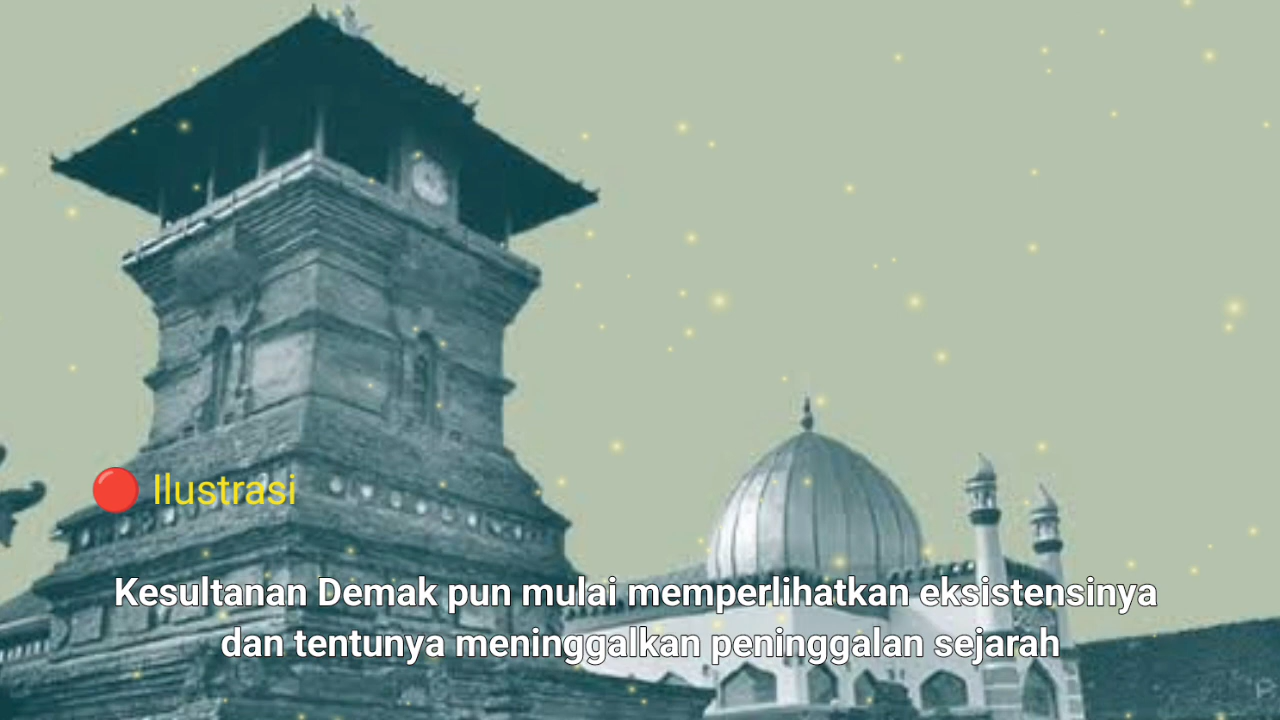 Ilustrasi
Kesultanan Demak pun mulai memperlihatkan eksistensinya
dan tentunya meninggalkan peninggalan sejarah